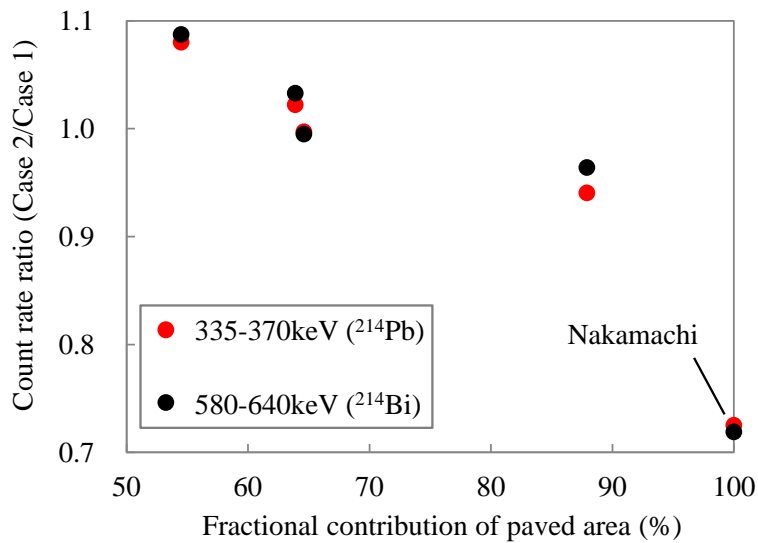 Count rate ratio (Case 2/Case 1)
1.1
1.0
0.9
0.8
0.7
335-370keV (²¹⁴Pb)
580-640keV (²¹⁴Bi)
Nakamachi
50 60 70 80 90 100
Fractional contribution of paved area (%)